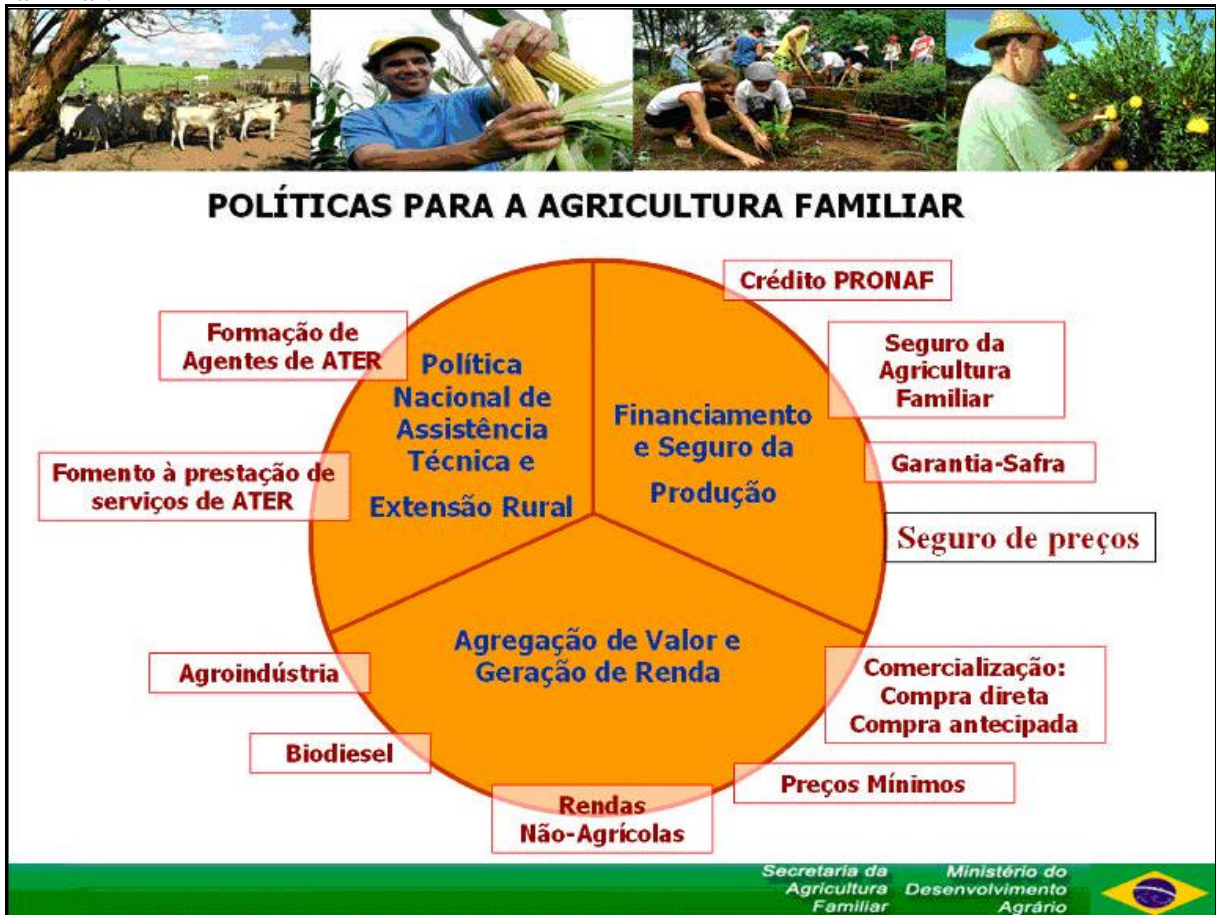 POLÍTICAS PARA A AGRICULTURA FAMILIAR
Crédito PRONAF
Formação de
Agentes de ATER
Política
Nacional de
Assistência
Técnica e
Extensão Rural
Financiamento
e Seguro da
Produção
Seguro da
Agricultura
Familiar
Fomento à prestação de
serviços de ATER
Garantia-Safra
Seguro de preços
Agregação de Valor e
Geração de Renda
Agroindústria
Comercialização:
Compra direta
Compra antecipada
Biodiesel
Preços Mínimos
Rendas
Não-Agrícolas
Secretaria da
Agricultura
Familiar
Ministério do
Desenvolvimento
Agrário